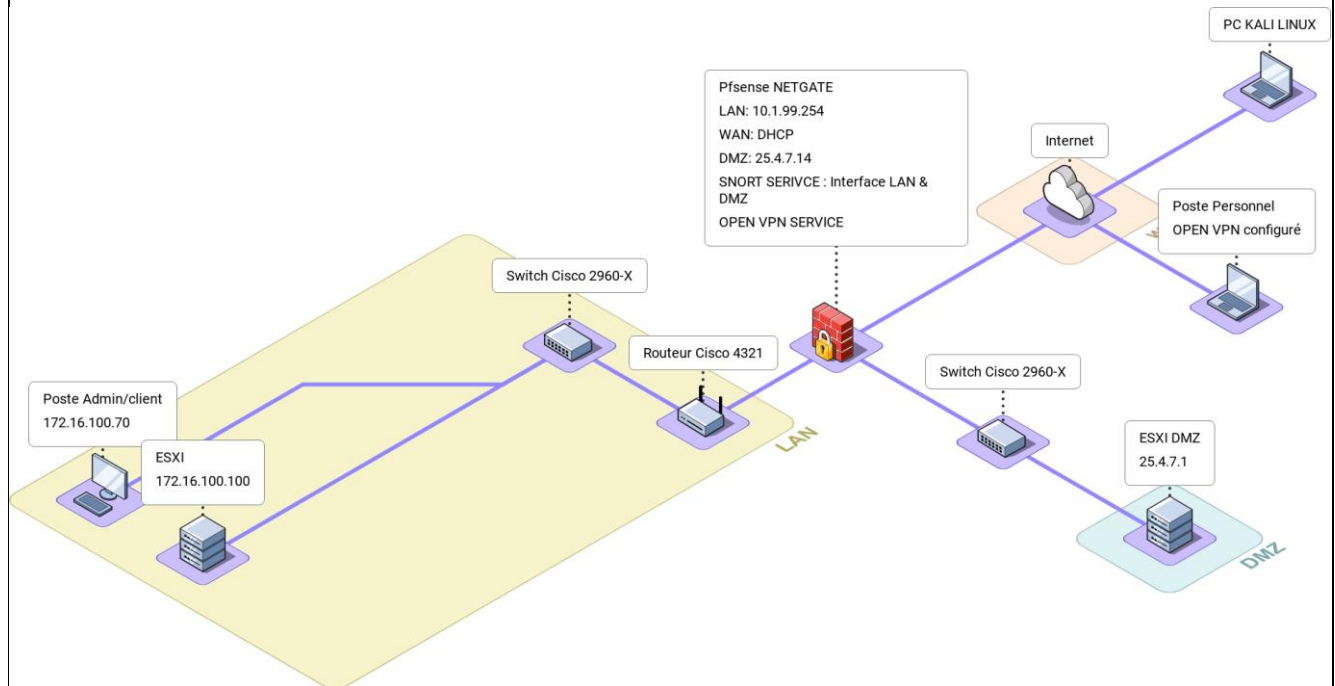 PC KALI LINUX
Pfsense NETGATE
LAN: 10.1.99.254
WAN: DHCP
DMZ: 25.4.7.14
SNORT SERIVCE : Interface LAN &
DMZ
OPEN VPN SERVICE
Internet
Poste Personnel
OPEN VPN configuré
Switch Cisco 2960-X
Routeur Cisco 4321
Switch Cisco 2960-X
Poste Admin/client
172.16.100.70
ESXI
172.16.100.100
ESXI DMZ
25.4.7.1
LAN
DMZ